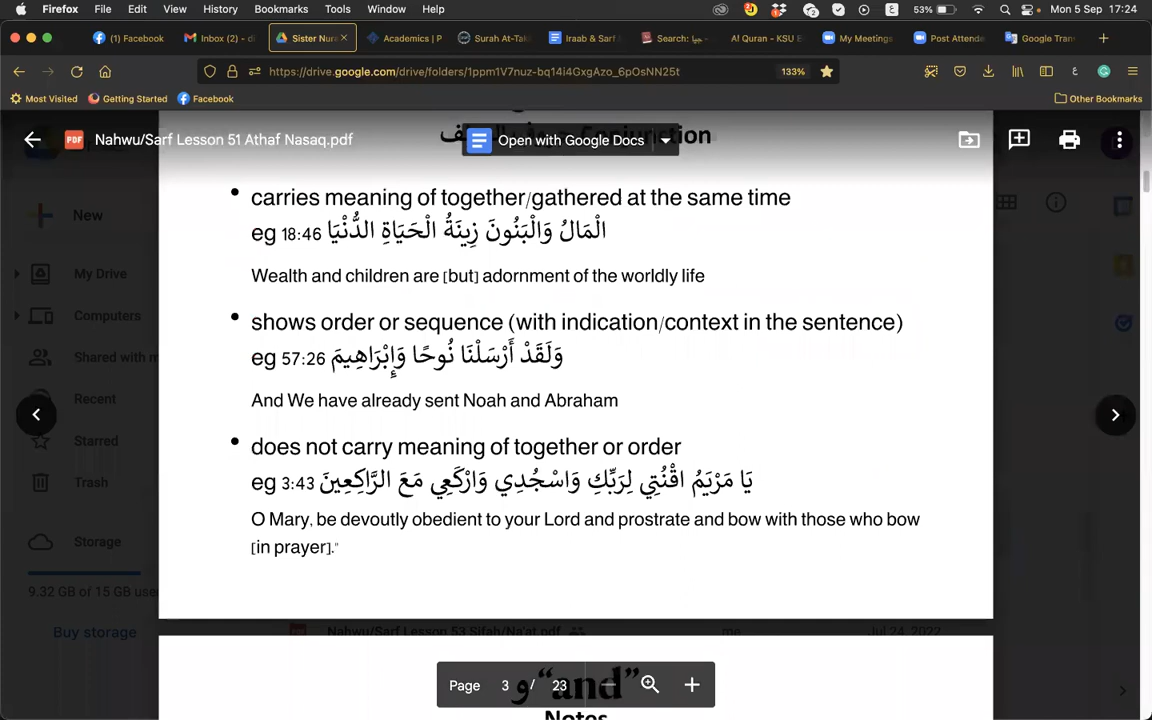 Firefox File Edit View History Bookmarks Tools Window Help 53% Mon 5 Sep 17:24
(1) Facebook Inbox (2) - di Sister Nur Academics | P Surah At-Tak Iraab & Sarf Search: Al Quran - KSU E My Meetings Post Attende Google Tran
https://drive.google.com/drive/folders/1ppm1V7nuz-bq14i4GxgAzo_6pOsNN25t 133%
Most Visited Getting Started Facebook Other Bookmarks
PDF Nahwu/Sarf Lesson 51 Athaf Nasaq.pdf Open with Google Docs
Conjunction
carries meaning of together/gathered at the same time
eg 18:46 الْمَالُ وَالْبَنُونَ زِينَةُ الْحَيَاةِ الدُّنْيَا
Wealth and children are [but] adornment of the worldly life
shows order or sequence (with indication/context in the sentence)
eg 57:26 وَلَقَدْ أَرْسَلْنَا نُوحًا وَإِبْرَاهِيمَ
And We have already sent Noah and Abraham
does not carry meaning of together or order
eg 3:43 يَا مَرْيَمُ اقْنُتِي لِرَبِّكِ وَاسْجُدِي وَارْكَعِي مَعَ الرَّاكِعِينَ
O Mary, be devoutly obedient to your Lord and prostrate and bow with those who bow
[in prayer]."
New
My Drive
Computers
Shared with m
Recent
Starred
Trash
Storage
9.32 GB of 15 GB use
Buy storage
Nahwu/Sarf Lesson 53 Sifah/Na'at.pdf me Jul 24, 2022
و “and”
Notes
Page 3 / 23